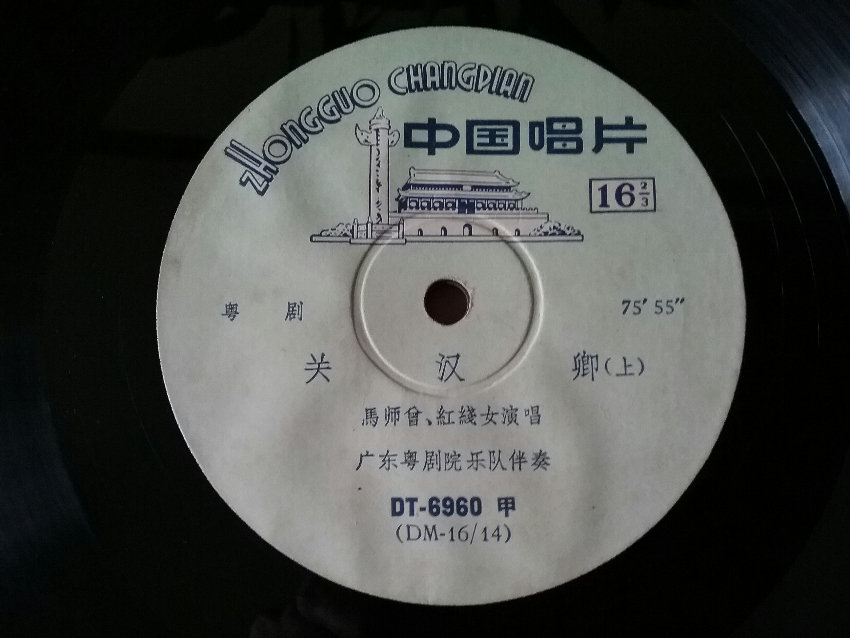 ZHONGGUO CHANGPIAN
中国唱片
16 2/3
粤剧 75′55″
关汉卿(上)
馬师曾、紅綫女演唱
广东粤剧院乐队伴奏
DT-6960 甲
(DM-16/14)